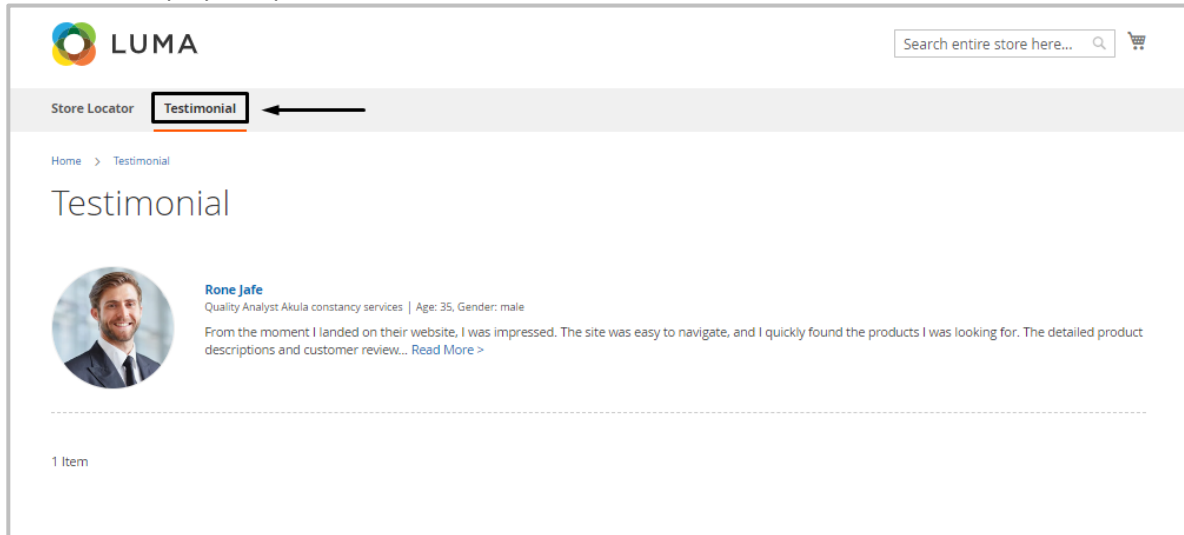 LUMA
Search entire store here...
Store Locator Testimonial
Home > Testimonial
Testimonial
Rone Jafe
Quality Analyst Akula constancy services | Age: 35, Gender: male
From the moment I landed on their website, I was impressed. The site was easy to navigate, and I quickly found the products I was looking for. The detailed product
descriptions and customer review... Read More >
1 Item